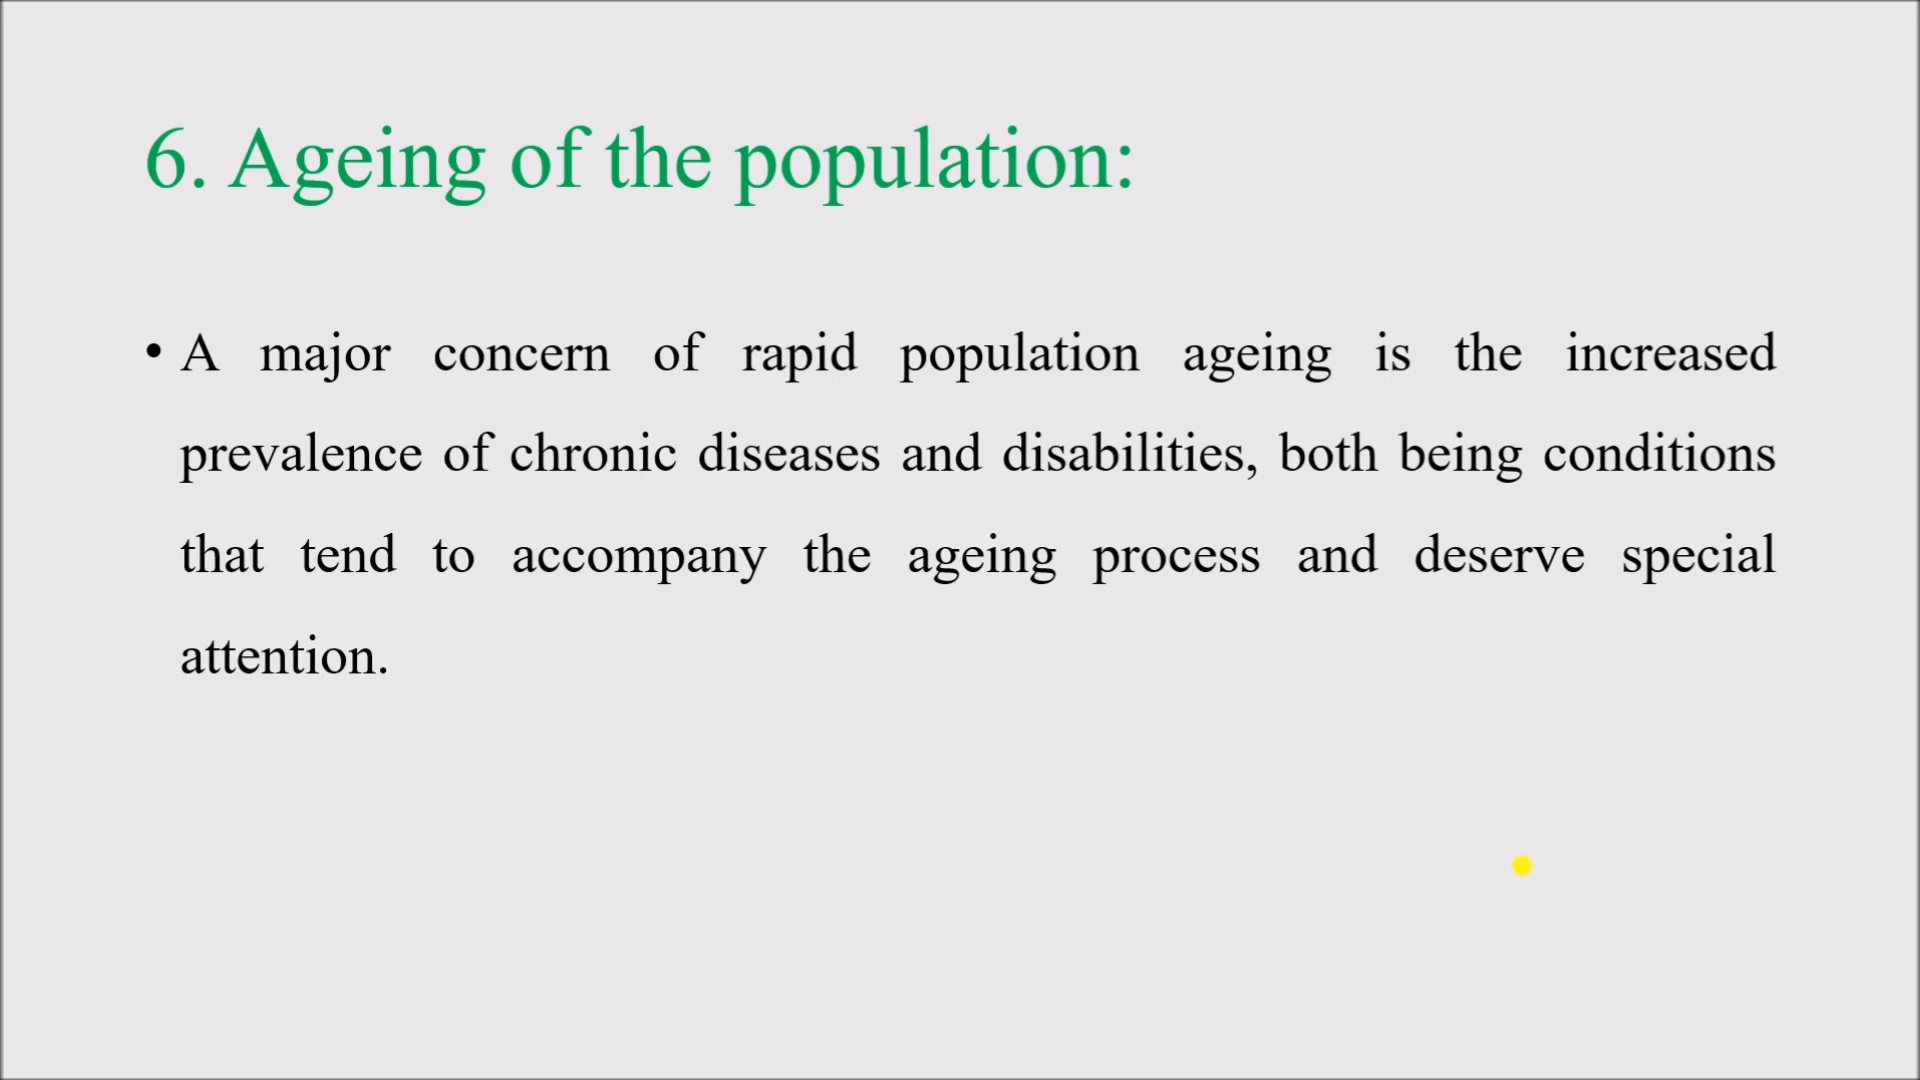 6. Ageing of the population:
• A major concern of rapid population ageing is the increased
prevalence of chronic diseases and disabilities, both being conditions
that tend to accompany the ageing process and deserve special
attention.